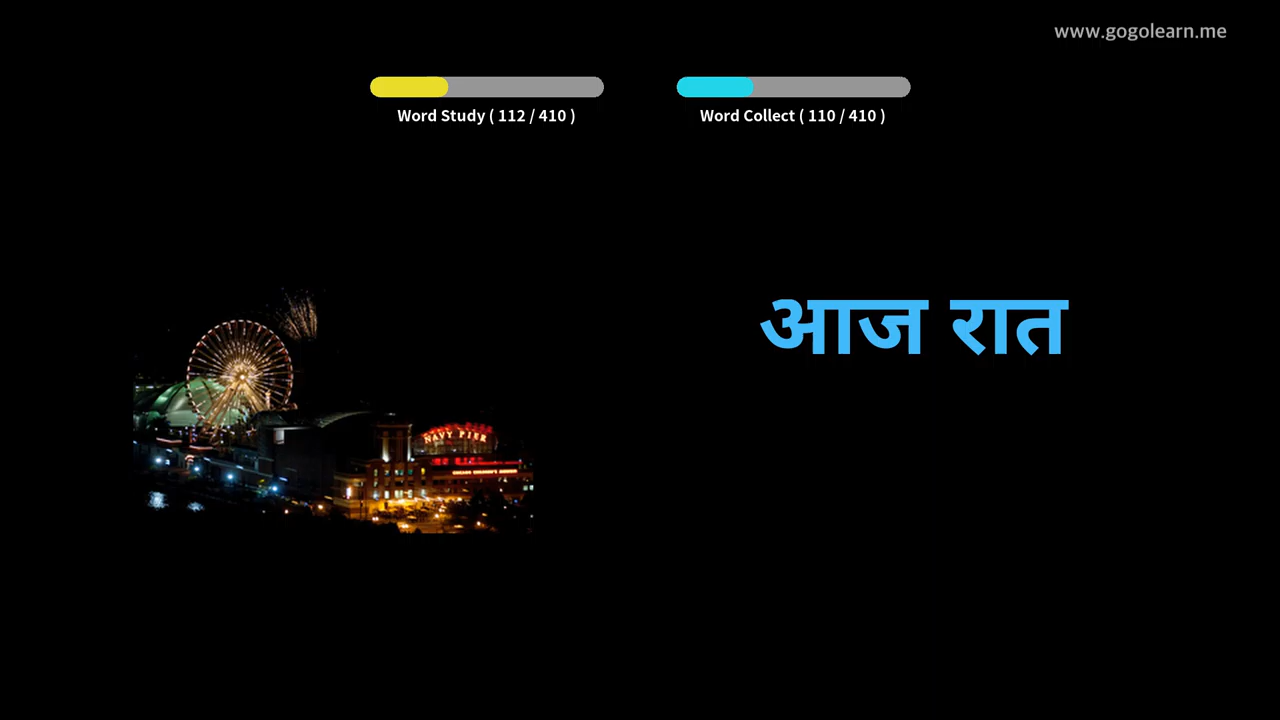 www.gogolearn.me
Word Study ( 112 / 410 )
Word Collect ( 110 / 410 )
आज रात
NAVY PIER